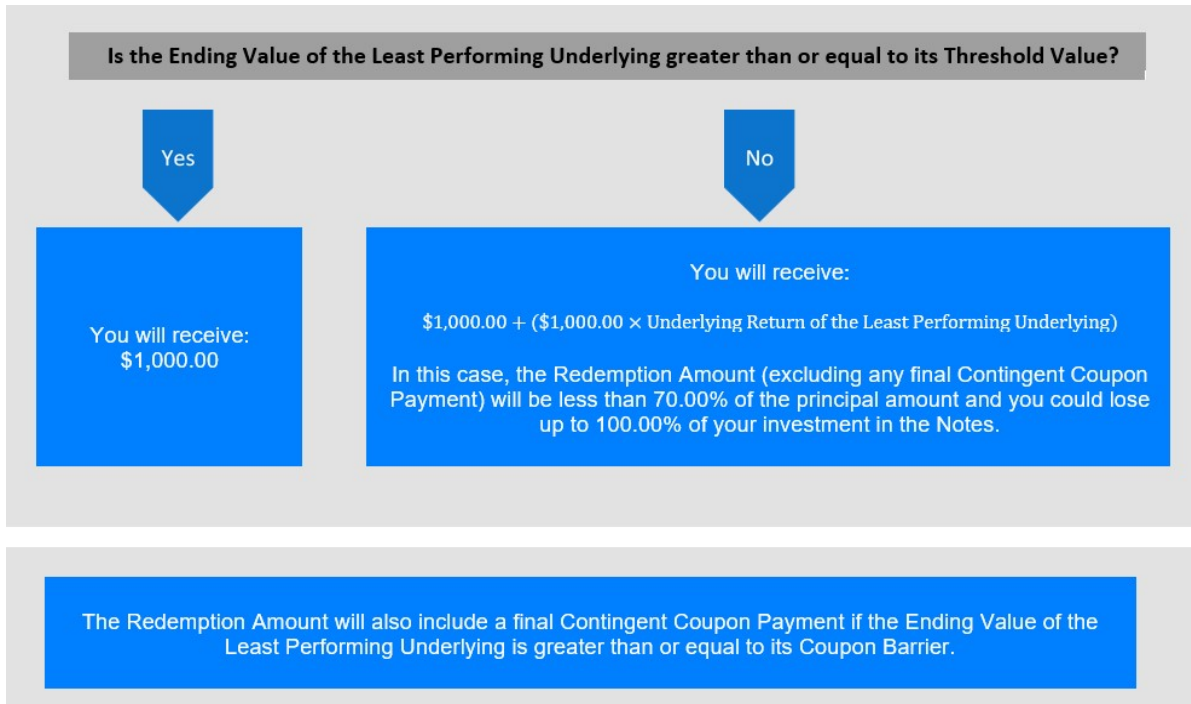 Is the Ending Value of the Least Performing Underlying greater than or equal to its Threshold Value?
Yes
No
You will receive:
$1,000.00
You will receive:
$1,000.00 + ($1,000.00 × Underlying Return of the Least Performing Underlying)
In this case, the Redemption Amount (excluding any final Contingent Coupon
Payment) will be less than 70.00% of the principal amount and you could lose
up to 100.00% of your investment in the Notes.
The Redemption Amount will also include a final Contingent Coupon Payment if the Ending Value of the
Least Performing Underlying is greater than or equal to its Coupon Barrier.